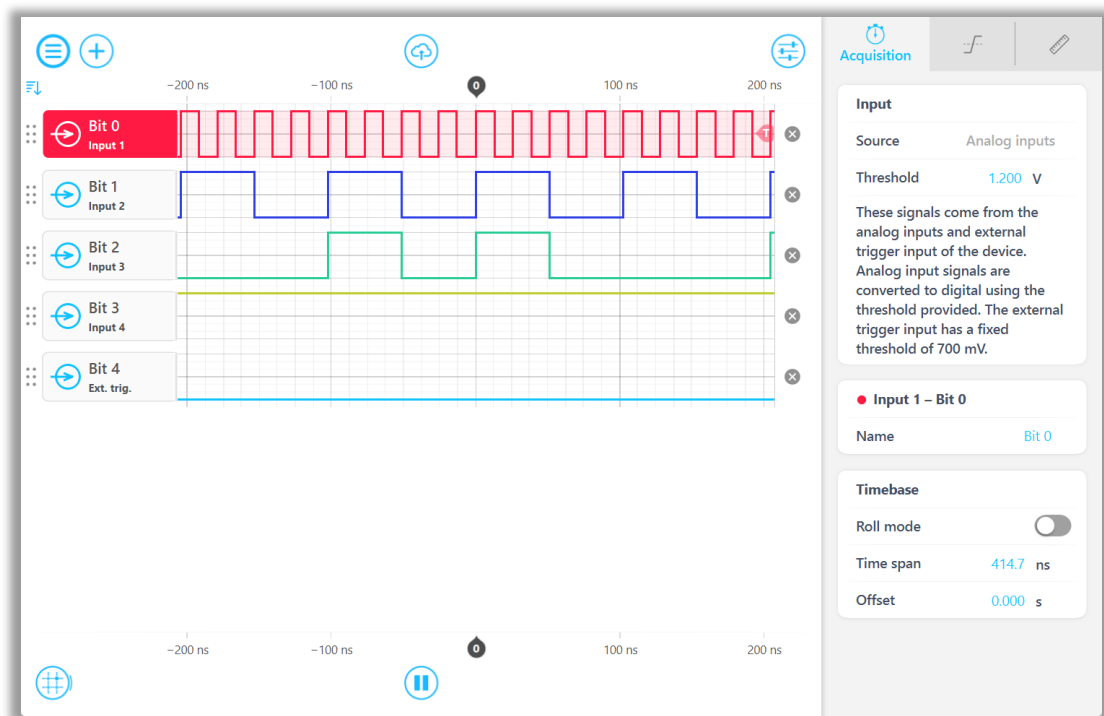 Acquisition
−200 ns
−100 ns
0
100 ns
200 ns
Bit 0
Input 1
T
Bit 1
Input 2
Bit 2
Input 3
Bit 3
Input 4
Bit 4
Ext. trig.
−200 ns
−100 ns
0
100 ns
200 ns
Input
Source Analog inputs
Threshold 1.200 V
These signals come from the
analog inputs and external
trigger input of the device.
Analog input signals are
converted to digital using the
threshold provided. The external
trigger input has a fixed
threshold of 700 mV.
Input 1 – Bit 0
Name Bit 0
Timebase
Roll mode
Time span 414.7 ns
Offset 0.000 s